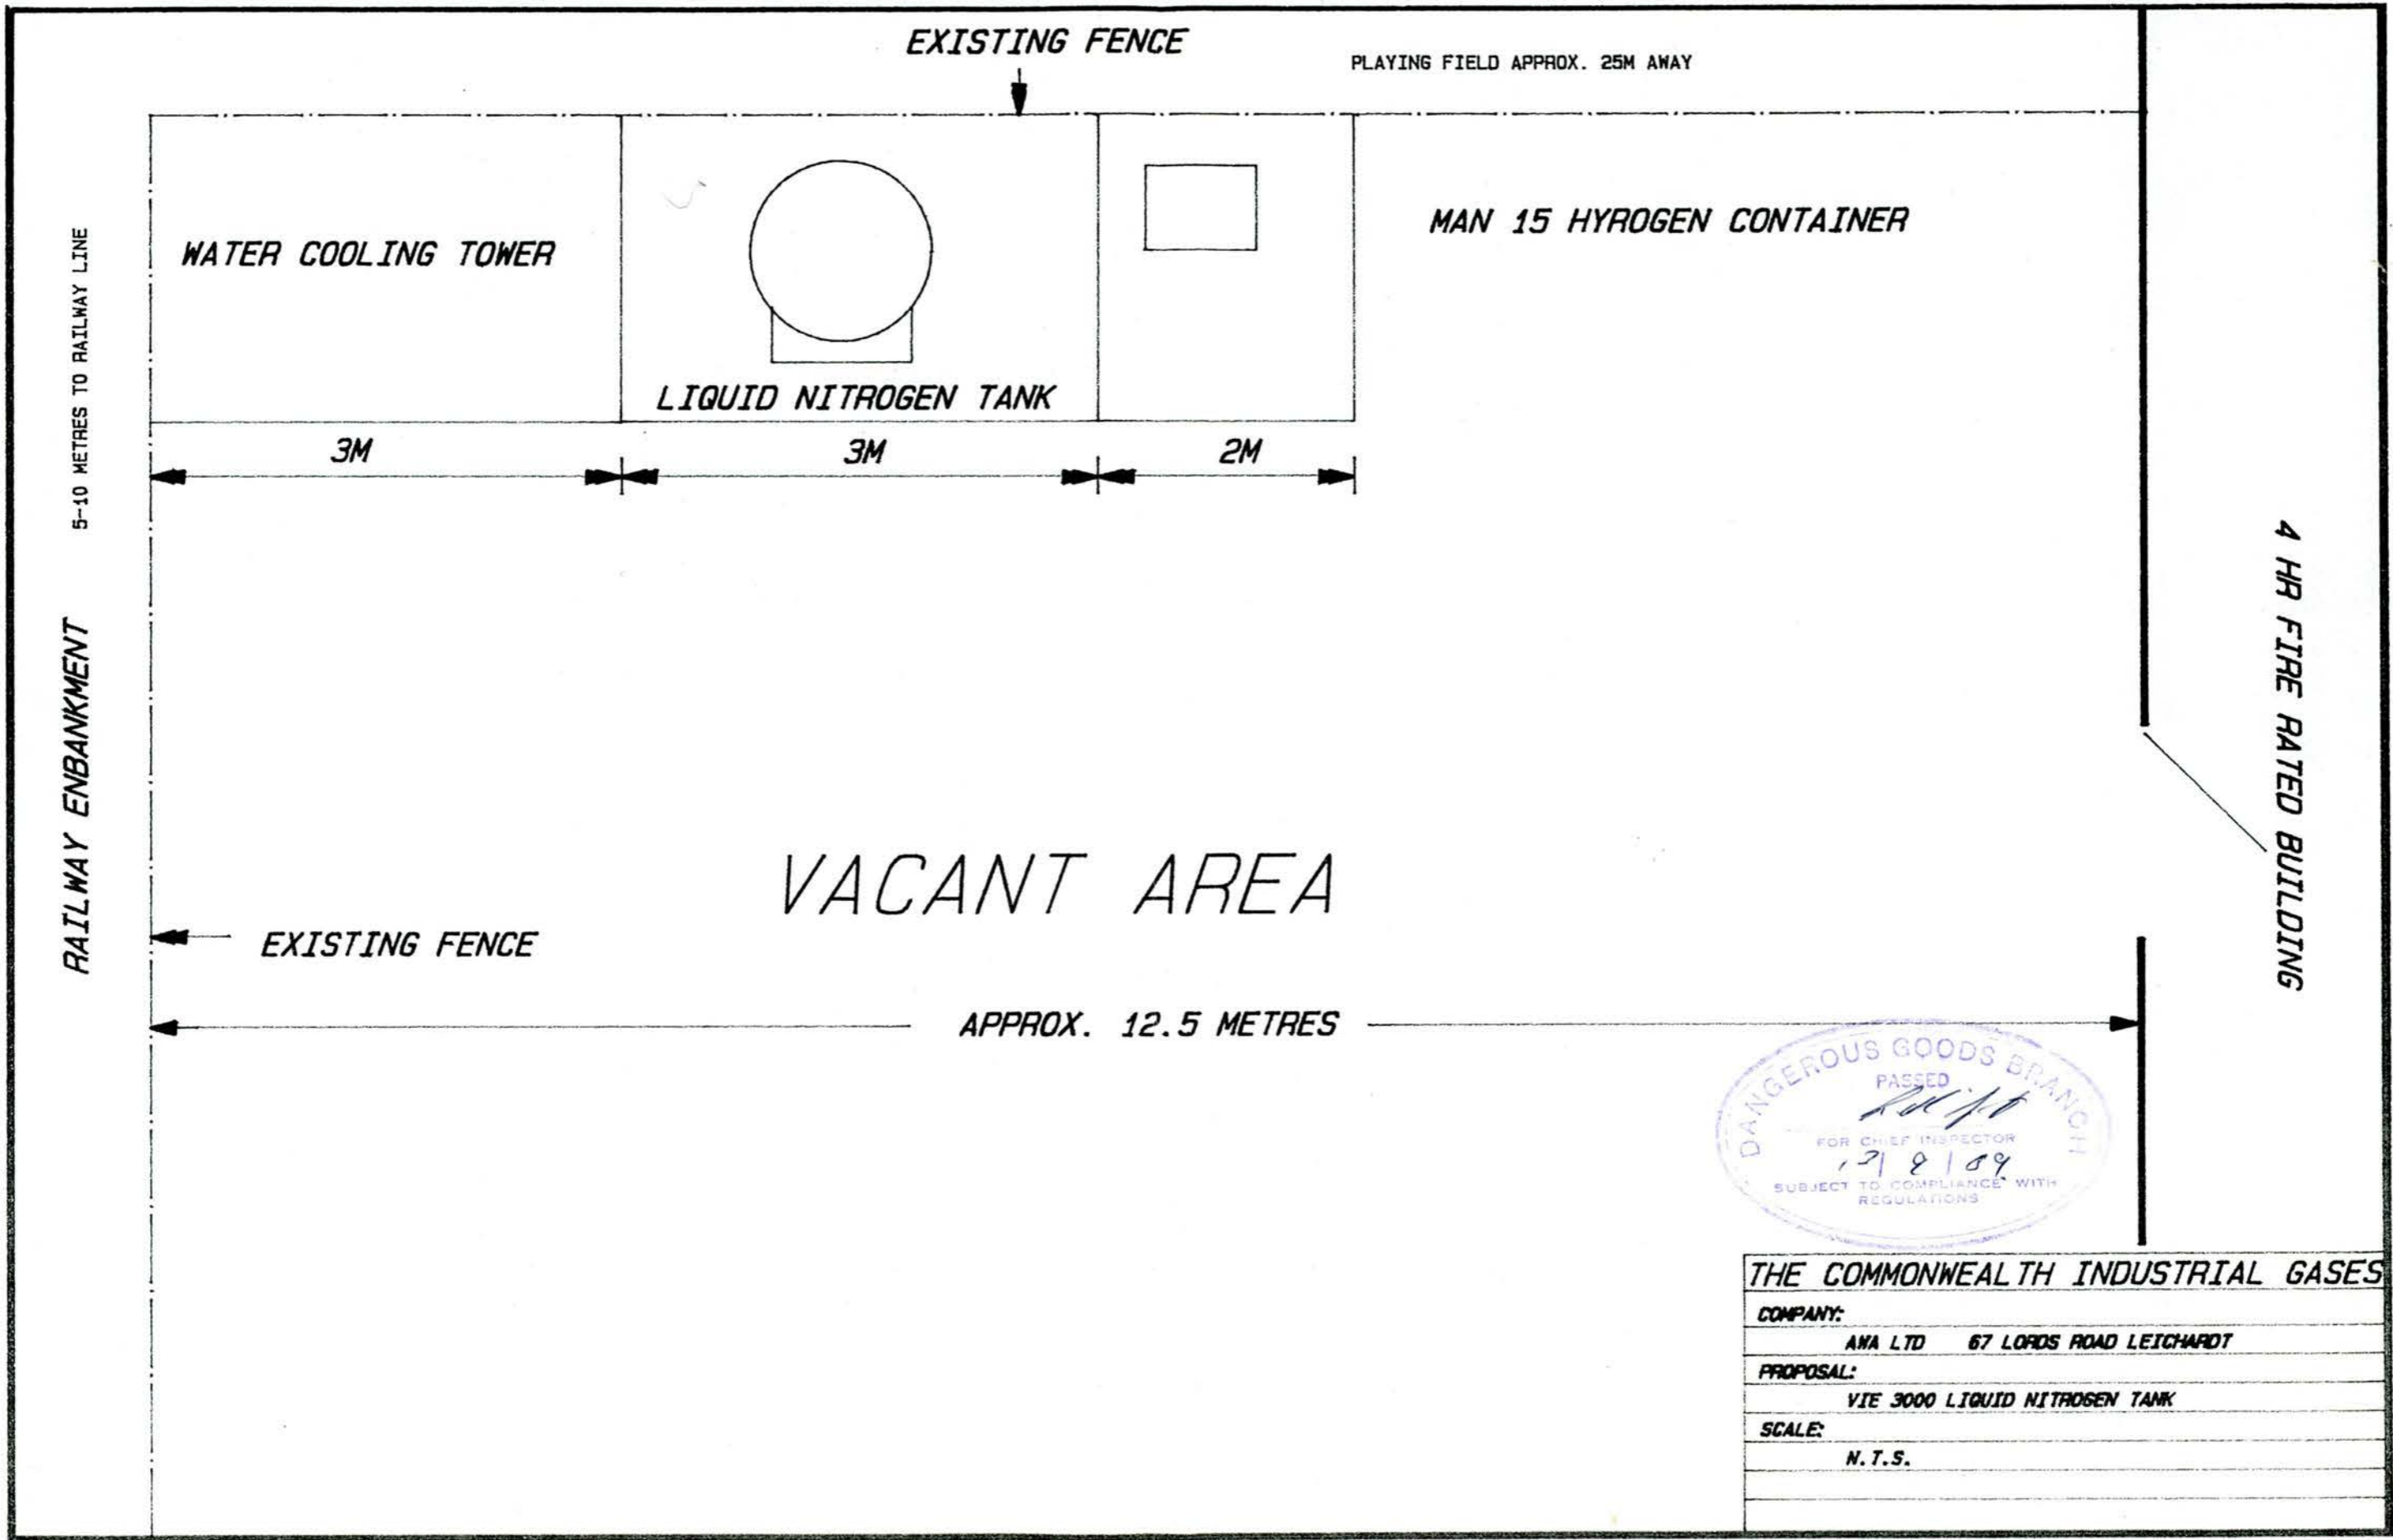 EXISTING FENCE
PLAYING FIELD APPROX. 25M AWAY
WATER COOLING TOWER
MAN 15 HYROGEN CONTAINER
LIQUID NITROGEN TANK
3M
3M
2M
5-10 METRES TO RAILWAY LINE
RAILWAY ENBANKMENT
4 HR FIRE RATED BUILDING
VACANT AREA
EXISTING FENCE
APPROX. 12.5 METRES
DANGEROUS GOODS BRANCH
PASSED
FOR CHIEF INSPECTOR
SUBJECT TO COMPLIANCE WITH
REGULATIONS
THE COMMONWEALTH INDUSTRIAL GASES
COMPANY:
AWA LTD 67 LORDS ROAD LEICHARDT
PROPOSAL:
VIE 3000 LIQUID NITROGEN TANK
SCALE:
N.T.S.